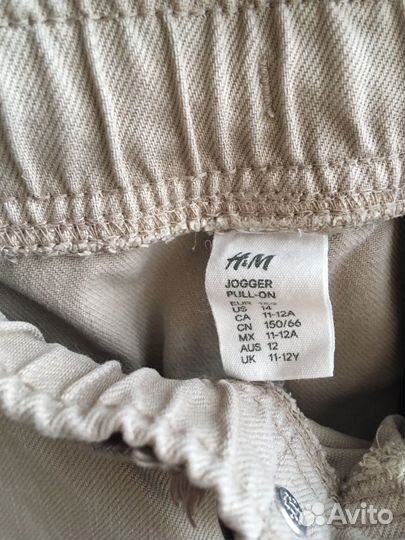 H&M
JOGGER
PULL-ON
EUR
US 14
CA 11-12A
CN 150/66
MX 11-12A
AUS 12
UK 11-12Y
Avito